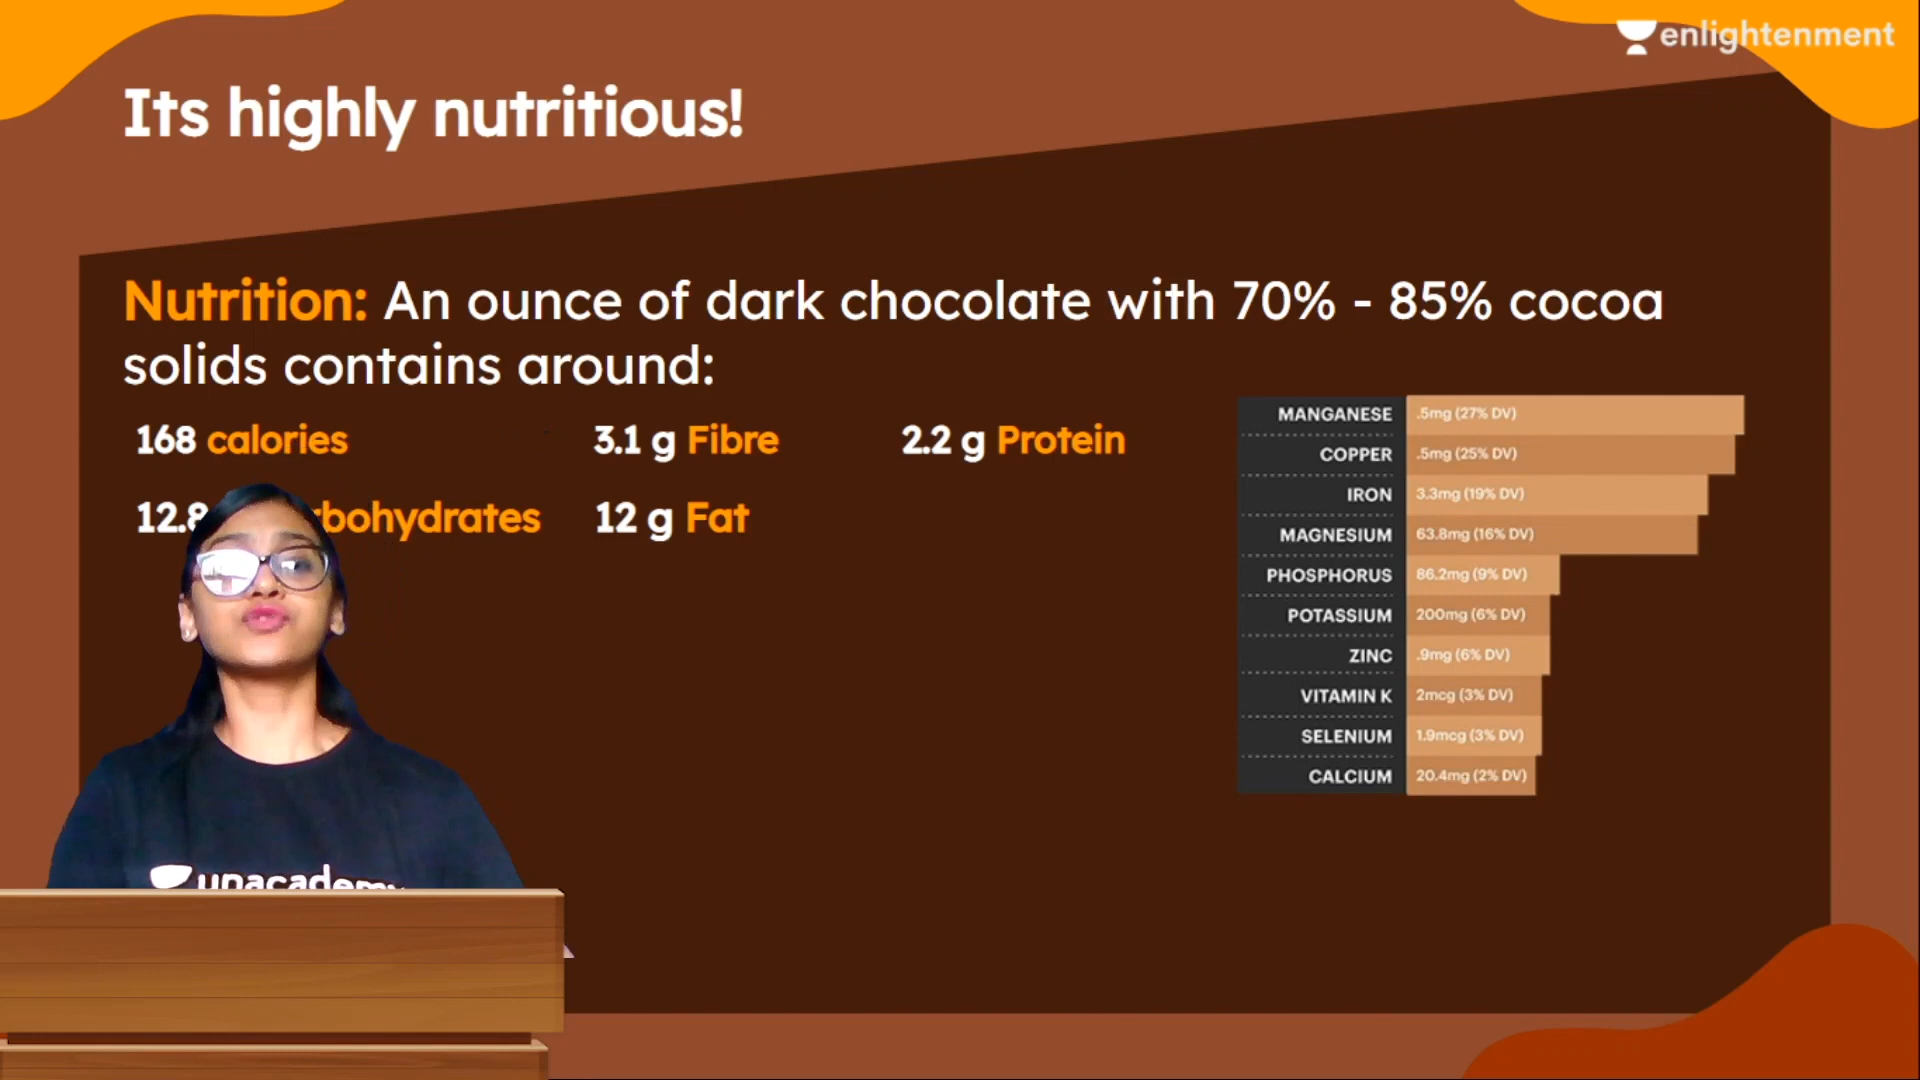 enlightenment
Its highly nutritious!
Nutrition: An ounce of dark chocolate with 70% - 85% cocoa
solids contains around:
168 calories 3.1 g Fibre 2.2 g Protein
12 g Fat
MANGANESE .5mg (27% DV)
COPPER .5mg (25% DV)
IRON 3.3mg (19% DV)
MAGNESIUM 63.8mg (16% DV)
PHOSPHORUS 86.2mg (9% DV)
POTASSIUM 200mg (6% DV)
ZINC .9mg (6% DV)
VITAMIN K 2mcg (3% DV)
SELENIUM 1.9mcg (3% DV)
CALCIUM 20.4mg (2% DV)
unacademy